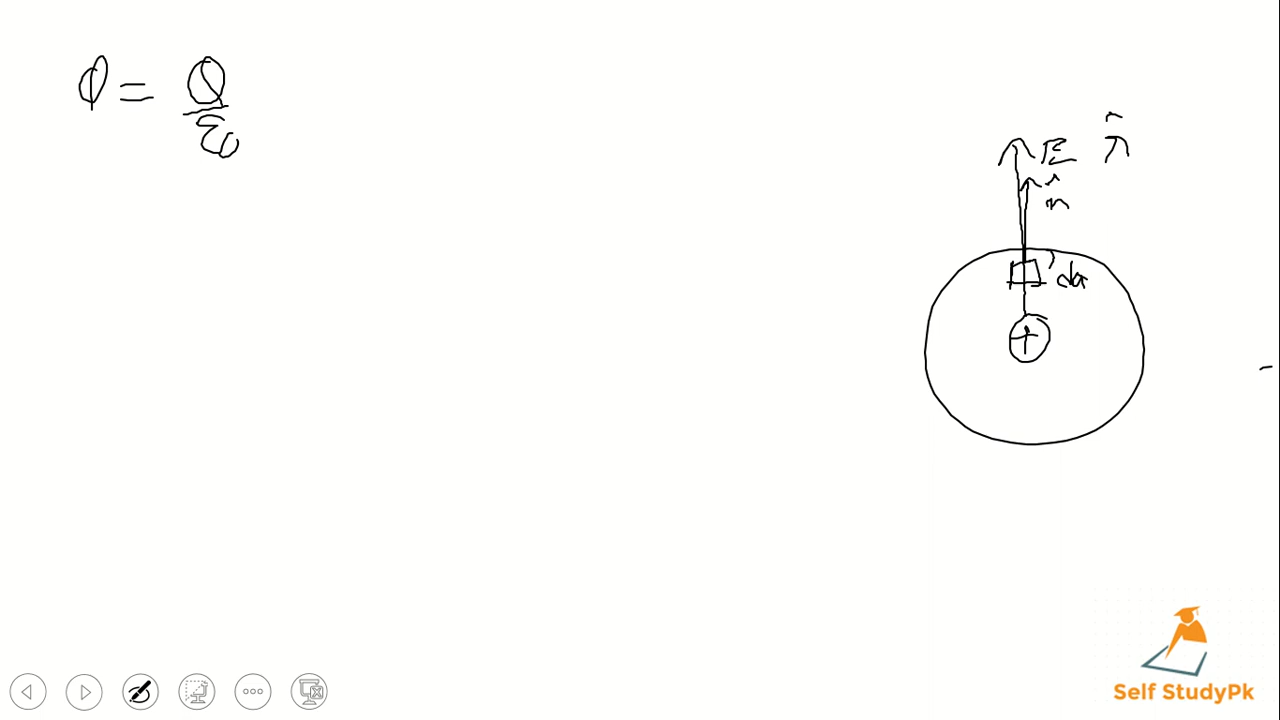 ϕ = Q/ε₀
E r̂
n̂
da
+
Self StudyPk